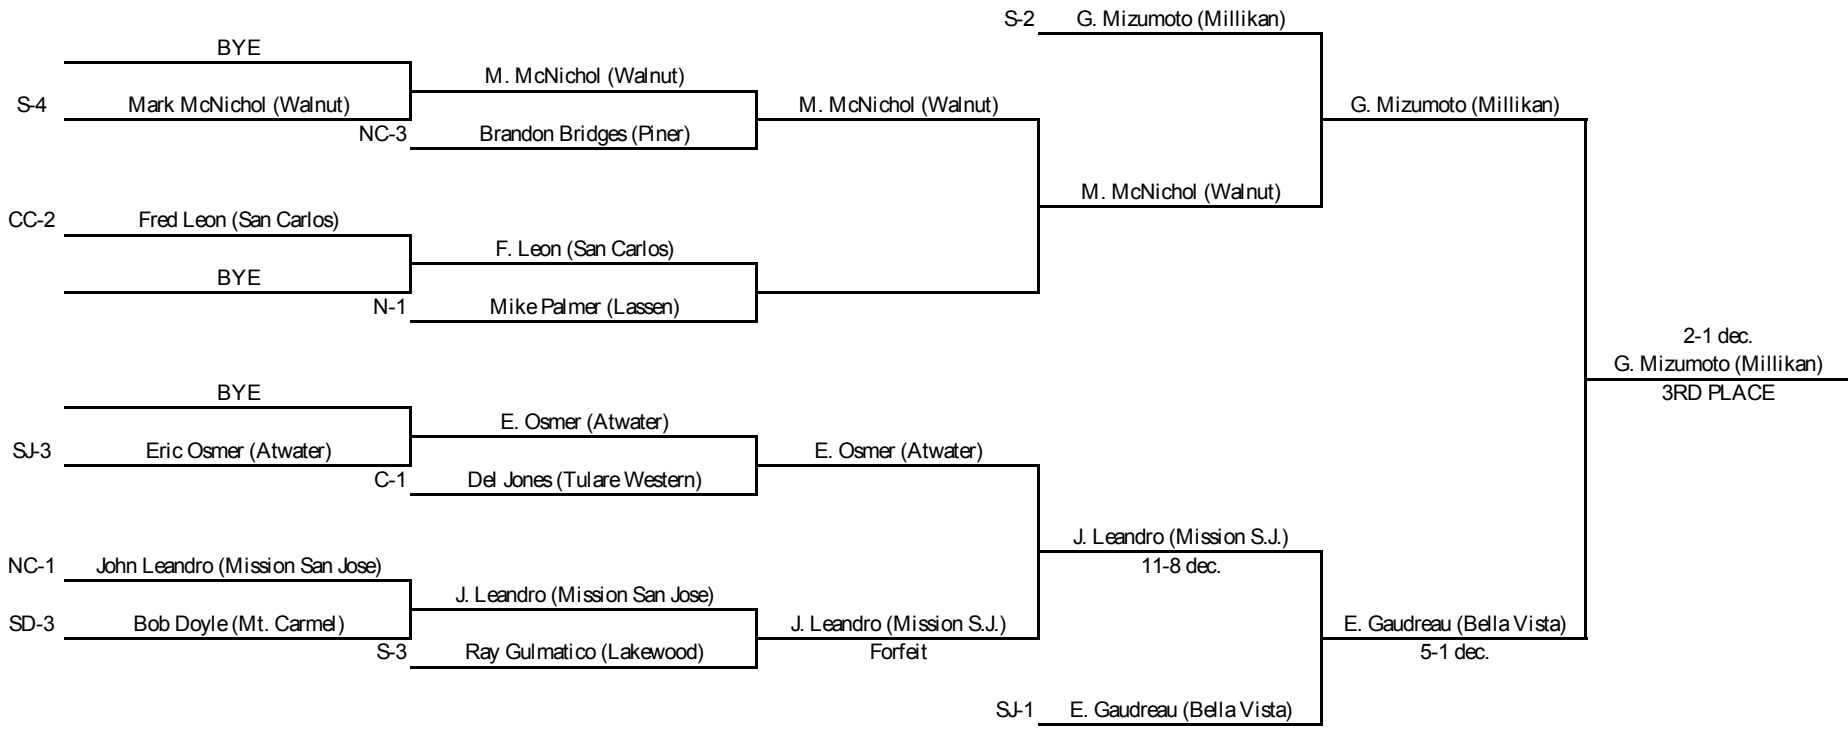 S-2 G. Mizumoto (Millikan)
BYE
M. McNichol (Walnut)
S-4 Mark McNichol (Walnut) M. McNichol (Walnut) G. Mizumoto (Millikan)
NC-3 Brandon Bridges (Piner)
M. McNichol (Walnut)
CC-2 Fred Leon (San Carlos)
F. Leon (San Carlos)
BYE
N-1 Mike Palmer (Lassen)
2-1 dec.
G. Mizumoto (Millikan)
BYE 3RD PLACE
E. Osmer (Atwater)
SJ-3 Eric Osmer (Atwater) E. Osmer (Atwater)
C-1 Del Jones (Tulare Western)
J. Leandro (Mission S.J.)
NC-1 John Leandro (Mission San Jose) 11-8 dec.
J. Leandro (Mission San Jose)
SD-3 Bob Doyle (Mt. Carmel) J. Leandro (Mission S.J.) E. Gaudreau (Bella Vista)
S-3 Ray Gulmatico (Lakewood) Forfeit 5-1 dec.
SJ-1 E. Gaudreau (Bella Vista)